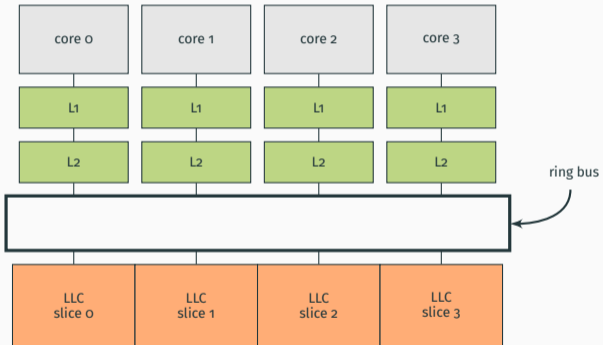 core 0
core 1
core 2
core 3
L1
L1
L1
L1
L2
L2
L2
L2
ring bus
LLC
slice 0
LLC
slice 1
LLC
slice 2
LLC
slice 3